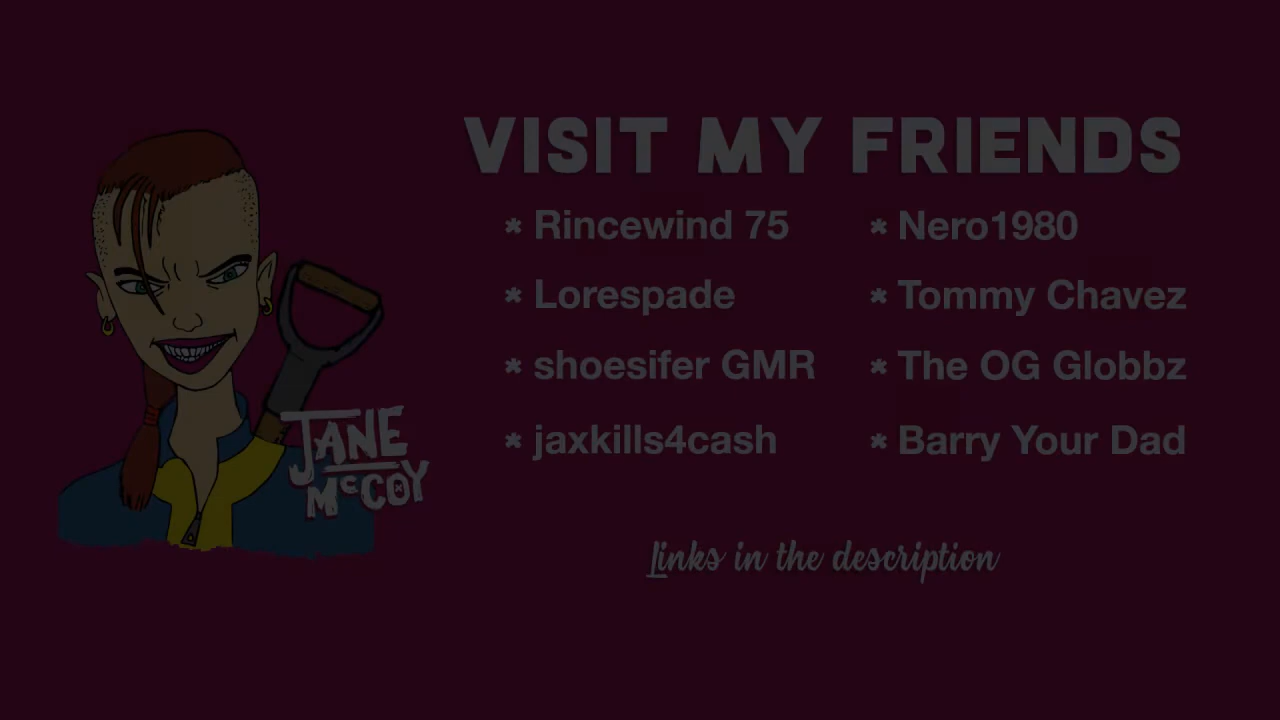 VISIT MY FRIENDS
* Rincewind 75
* Lorespade
* shoesifer GMR
* jaxkills4cash
* Nero1980
* Tommy Chavez
* The OG Globbz
* Barry Your Dad
JANE
McCOY
Links in the description